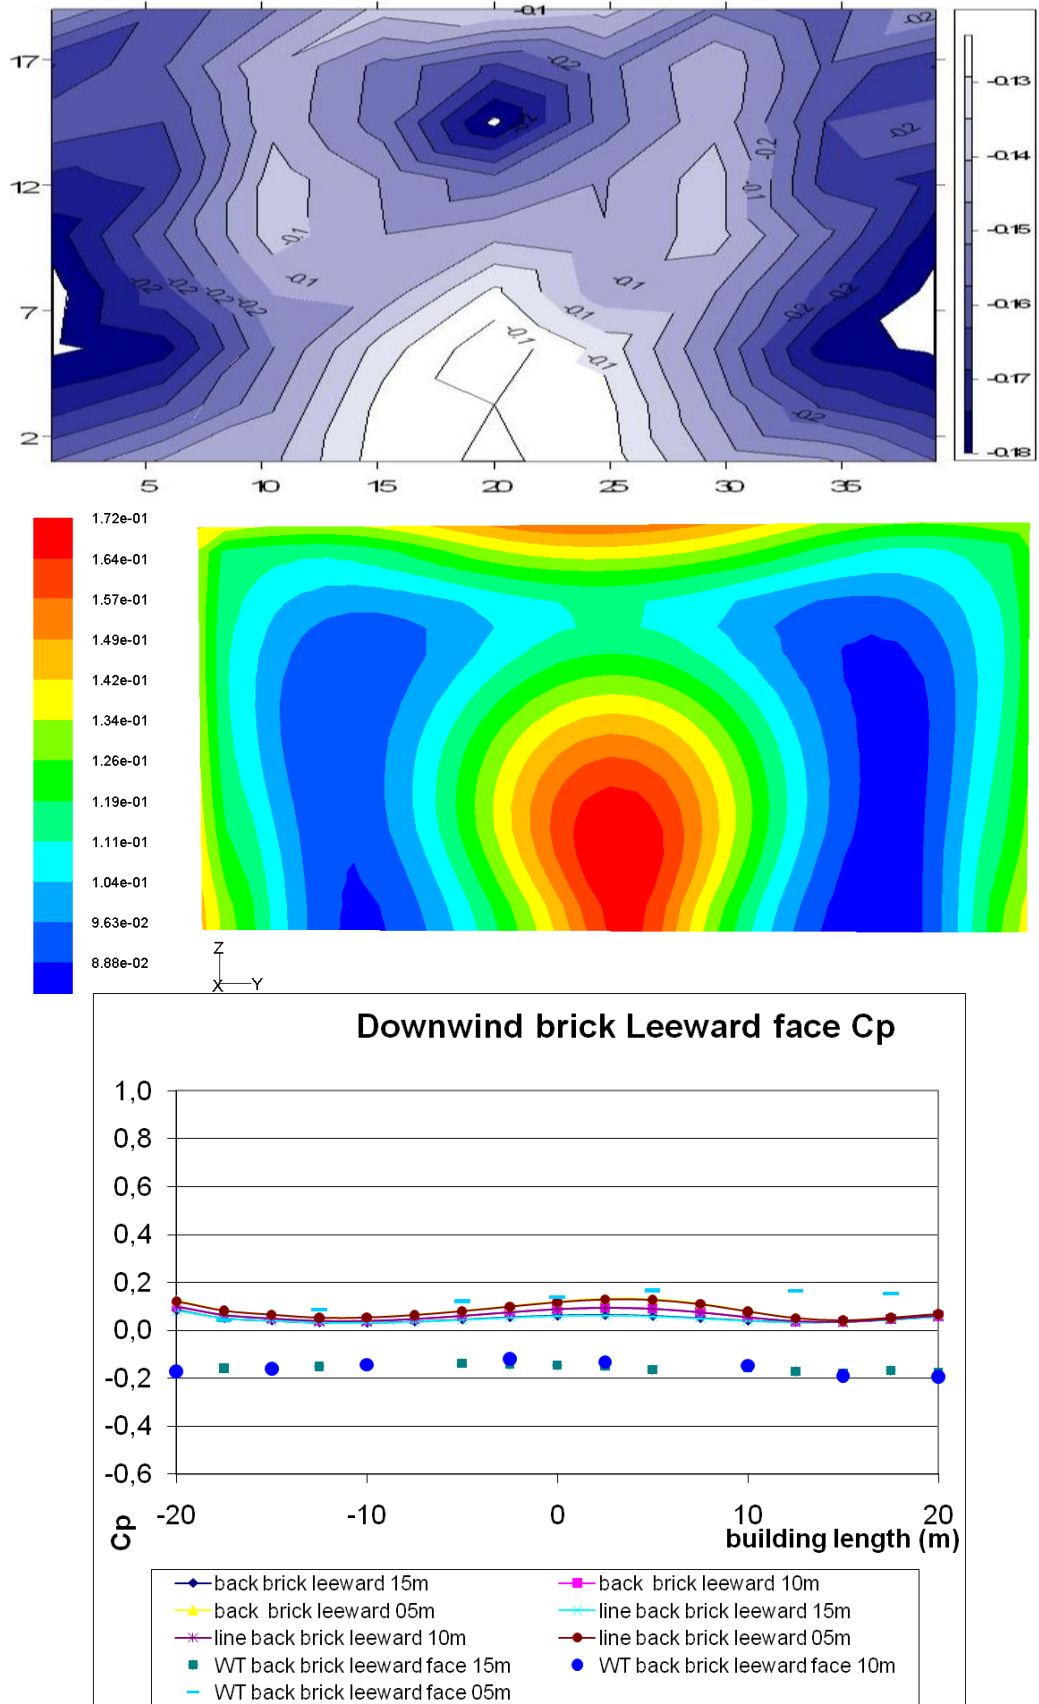 -0.1
-0.2
17
-0.2
-0.13
-0.2
-0.2
-0.2
-0.14
12
-0.1
-0.1
-0.15
-0.1
-0.1
-0.2 -0.2 -0.2 -0.2
-0.2
-0.16
7
-0.1
-0.2
-0.1
-0.1
-0.17
-0.2
2
-0.18
5 10 15 20 25 30 35
1.72e-01
1.64e-01
1.57e-01
1.49e-01
1.42e-01
1.34e-01
1.26e-01
1.19e-01
1.11e-01
1.04e-01
9.63e-02
8.88e-02
Z
X Y
Downwind brick Leeward face Cp
1,0
0,8
0,6
0,4
0,2
0,0
-0,2
-0,4
-0,6
-20 -10 0 10 20
Cp
building length (m)
back brick leeward 15m
back brick leeward 10m
back brick leeward 05m
line back brick leeward 15m
line back brick leeward 10m
line back brick leeward 05m
WT back brick leeward face 15m
WT back brick leeward face 10m
WT back brick leeward face 05m